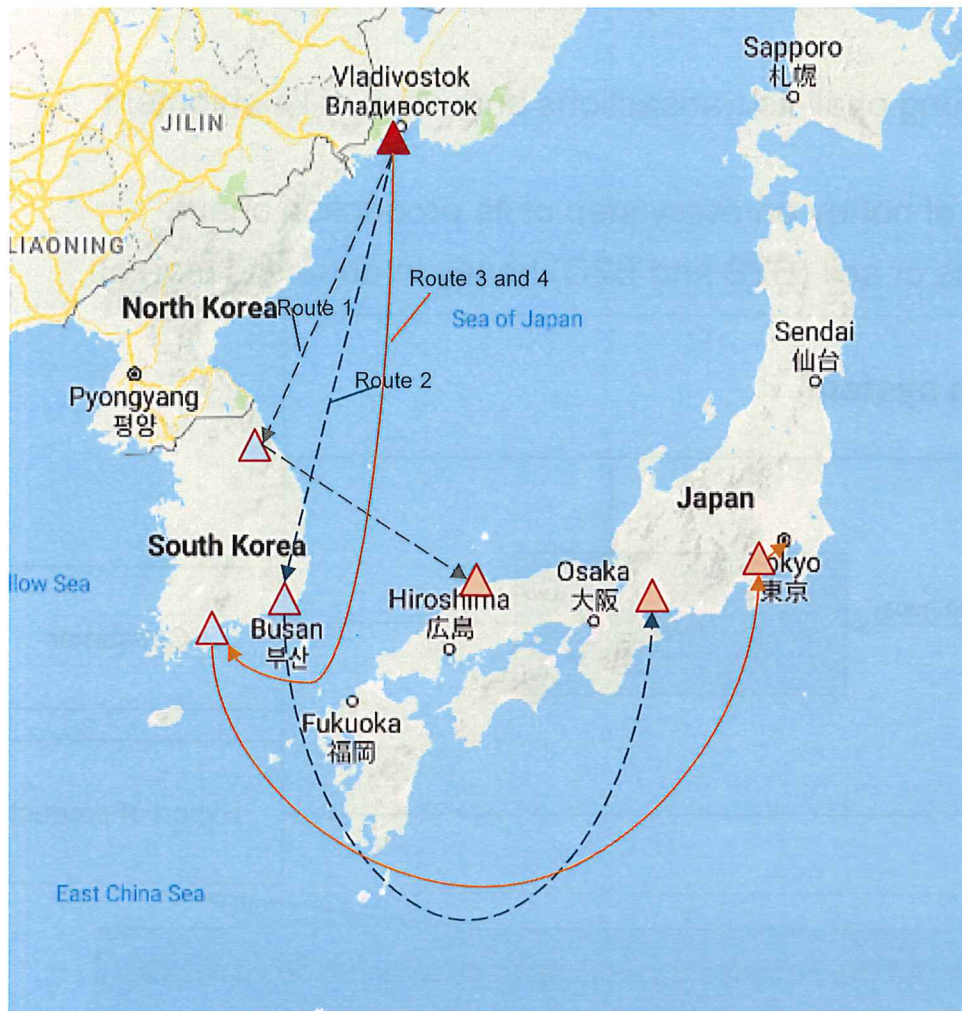 Sapporo
札幌
Vladivostok
Владивосток
JILIN
LIAONING
North Korea
Route 1
Route 3 and 4
Sea of Japan
Sendai
仙台
Route 2
Pyongyang
평양
Japan
South Korea
llow Sea
Osaka
大阪
okyo
東京
Hiroshima
広島
Busan
부산
Fukuoka
福岡
East China Sea